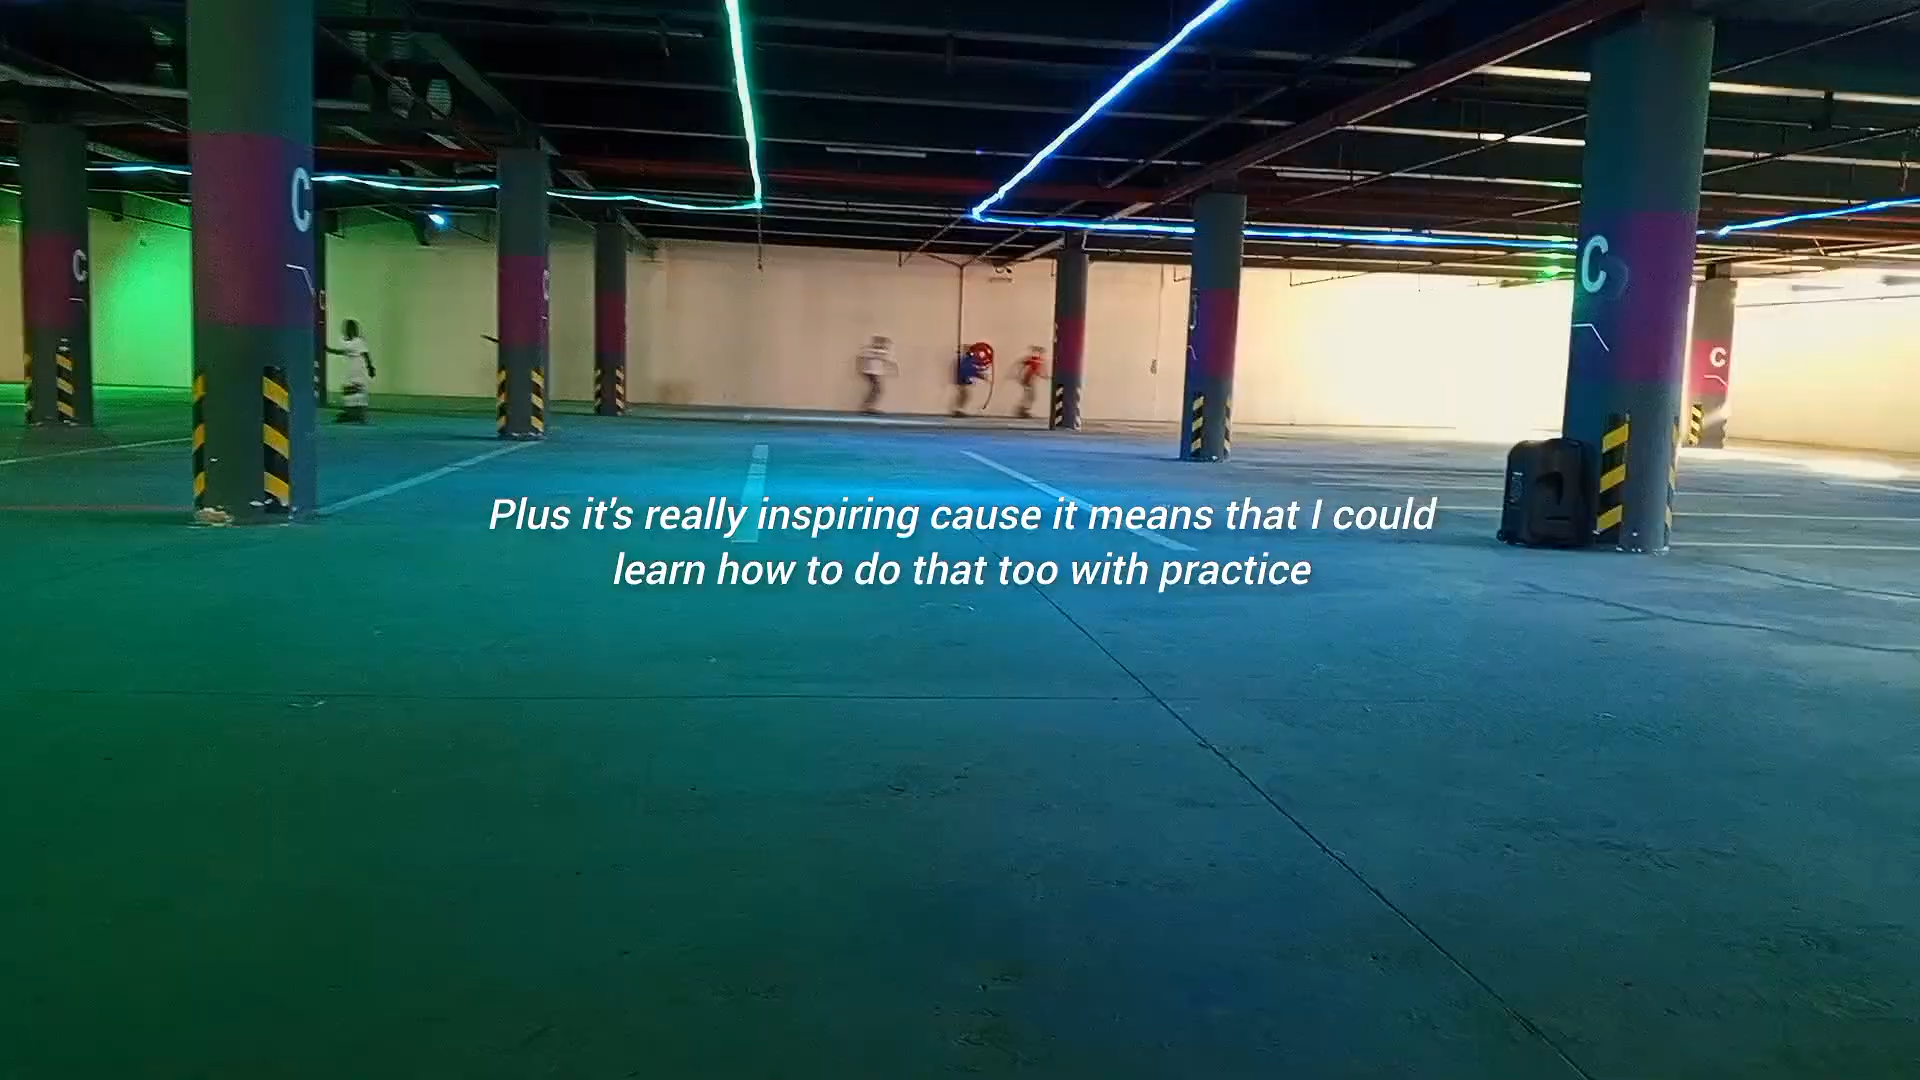 C
C
C
C
C
Plus it's really inspiring cause it means that I could
learn how to do that too with practice